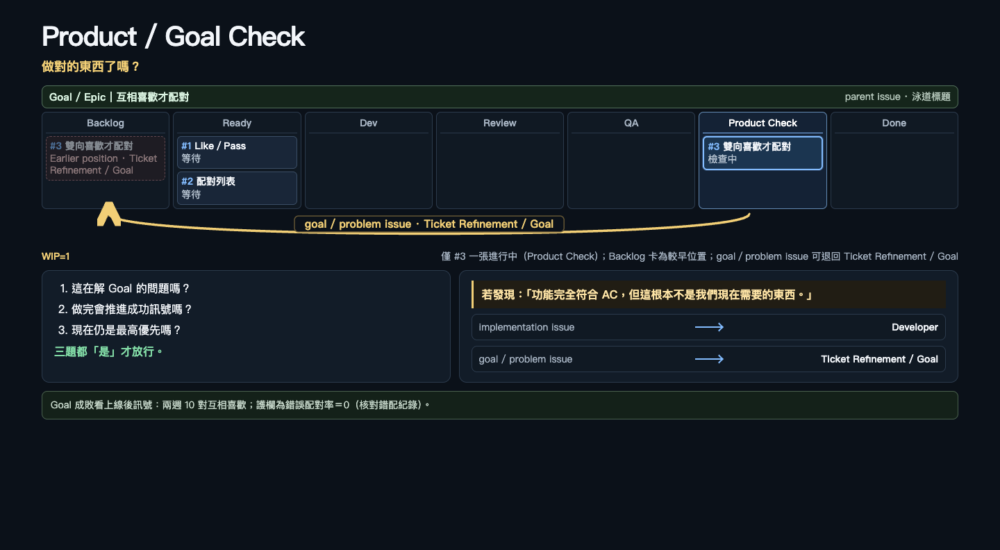 Product / Goal Check
做對的東西了嗎？
Goal / Epic｜互相喜歡才配對
parent issue · 泳道標題
Backlog
Ready
Dev
Review
QA
Product Check
Done
#3 雙向喜歡才配對
Earlier position · Ticket
Refinement / Goal
#1 Like / Pass
等待
#2 配對列表
等待
#3 雙向喜歡才配對
檢查中
goal / problem issue · Ticket Refinement / Goal
WIP=1
僅 #3 一張進行中（Product Check）；Backlog 卡為較早位置；goal / problem issue 可退回 Ticket Refinement / Goal
1. 這在解 Goal 的問題嗎？
2. 做完會推進成功訊號嗎？
3. 現在仍是最高優先嗎？
三題都「是」才放行。
若發現：「功能完全符合 AC，但這根本不是我們現在需要的東西。」
implementation issue → Developer
goal / problem issue → Ticket Refinement / Goal
Goal 成敗看上線後訊號：兩週 10 對互相喜歡；護欄為錯誤配對率＝0（核對錯配紀錄）。